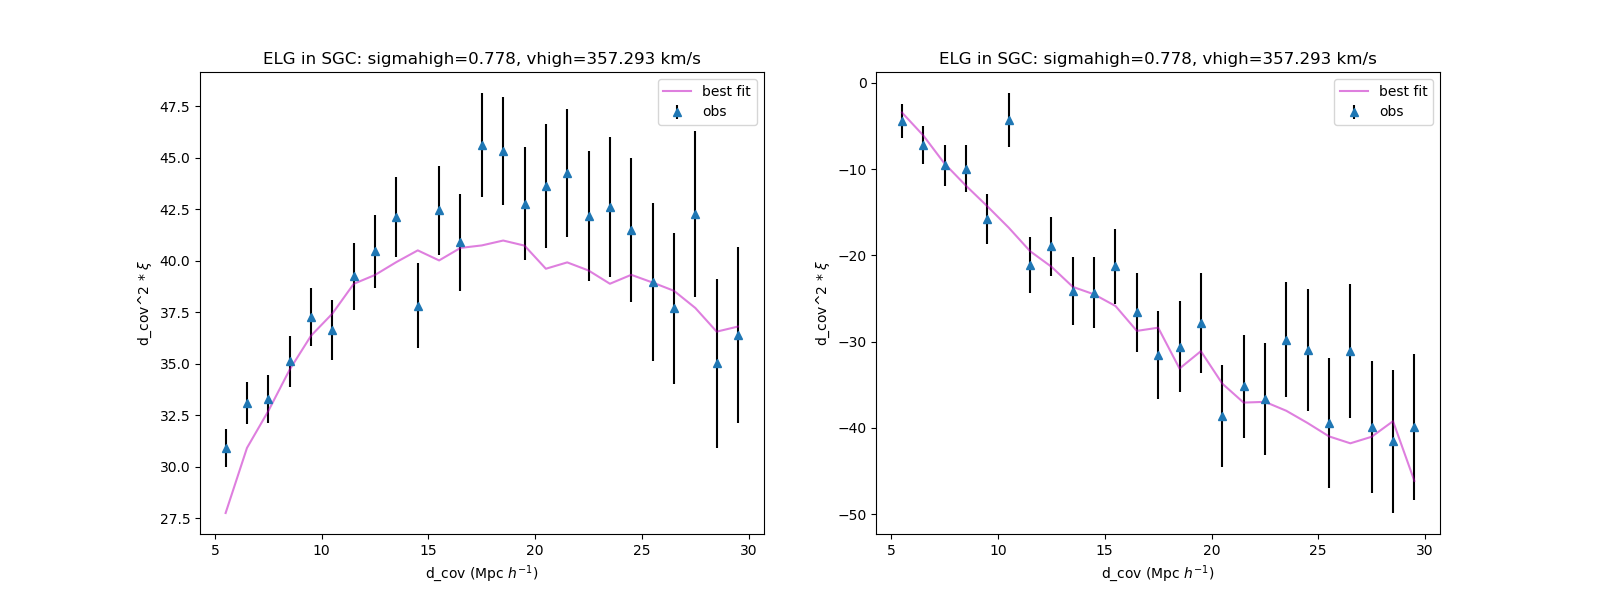 ELG in SGC: sigmahigh=0.778, vhigh=357.293 km/s
best fit
obs
47.5
45.0
42.5
40.0
37.5
35.0
32.5
30.0
27.5
d_cov^2 * ξ
5 10 15 20 25 30
d_cov (Mpc h⁻¹)
ELG in SGC: sigmahigh=0.778, vhigh=357.293 km/s
best fit
obs
0
−10
−20
−30
−40
−50
d_cov^2 * ξ
5 10 15 20 25 30
d_cov (Mpc h⁻¹)